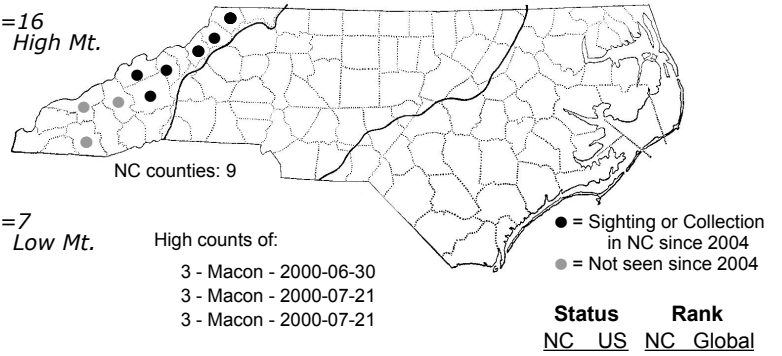 =16
High Mt.
NC counties: 9
=7
Low Mt.
High counts of:
3 - Macon - 2000-06-30
3 - Macon - 2000-07-21
3 - Macon - 2000-07-21
= Sighting or Collection
in NC since 2004
= Not seen since 2004
Status Rank
NC US NC Global